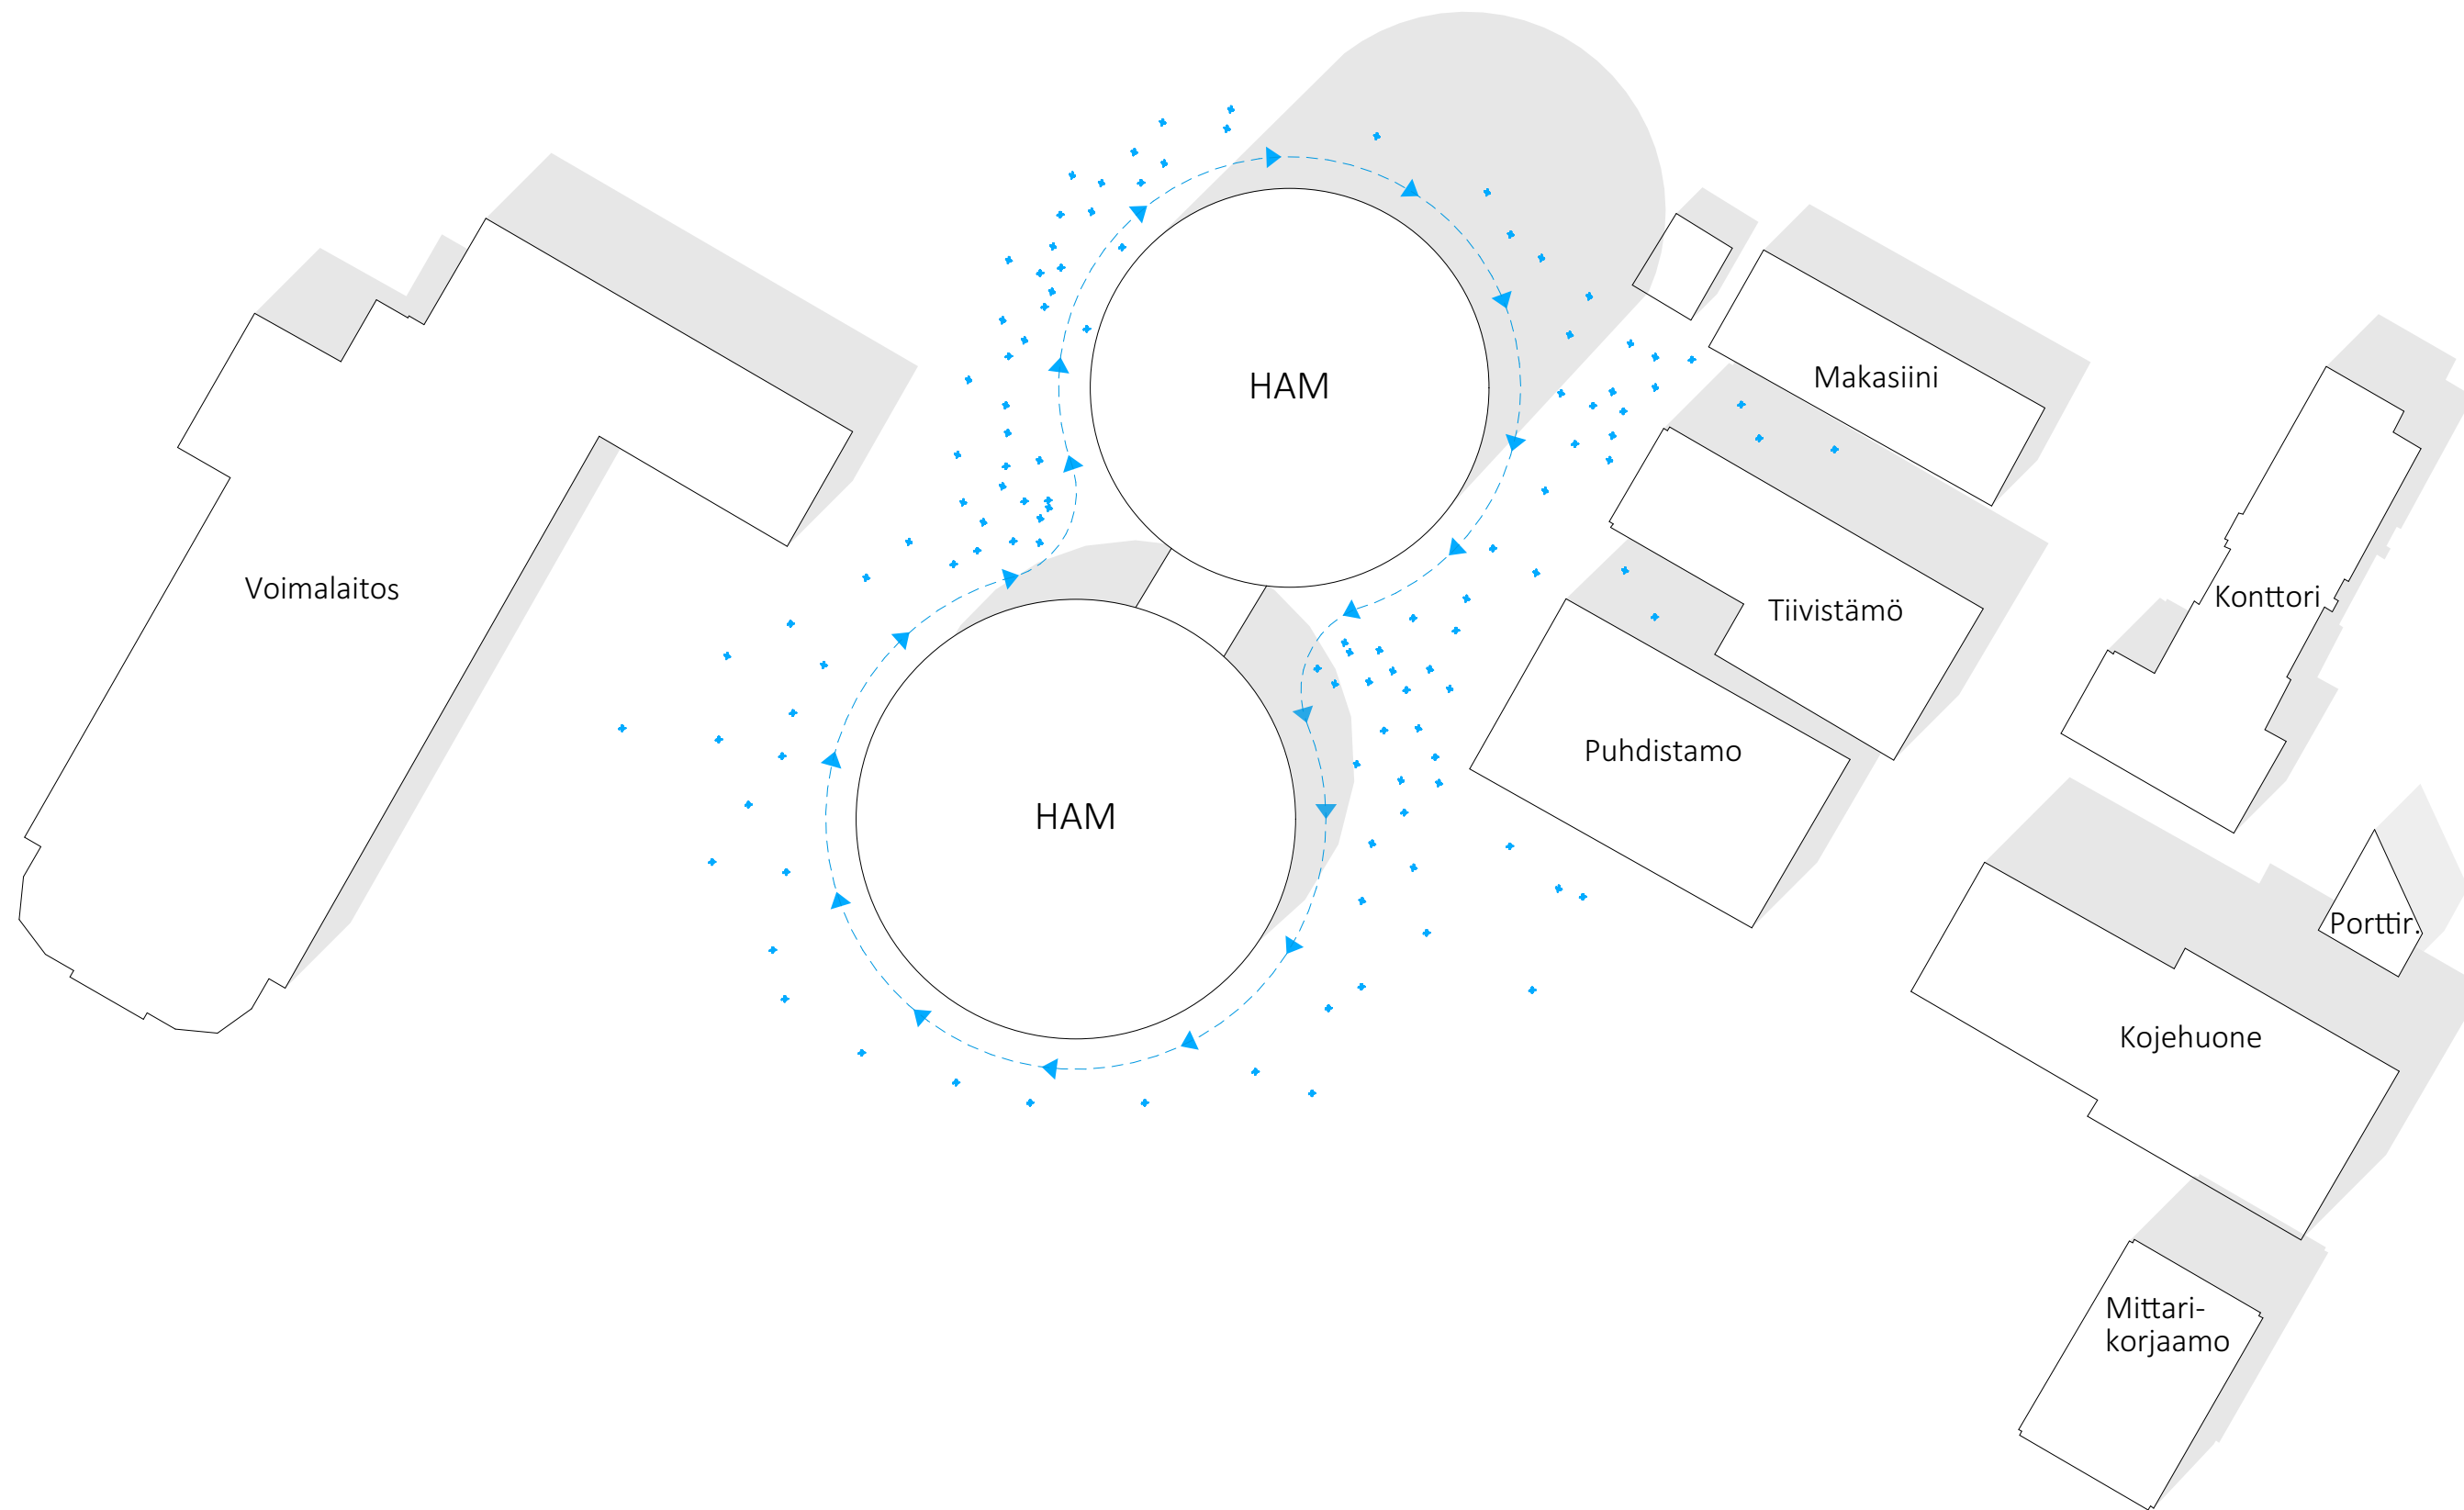 HAM
Makasiini
Voimalaitos
Konttori
Tiivistämö
Puhdistamo
HAM
Porttir.
Kojehuone
Mittari-
korjaamo